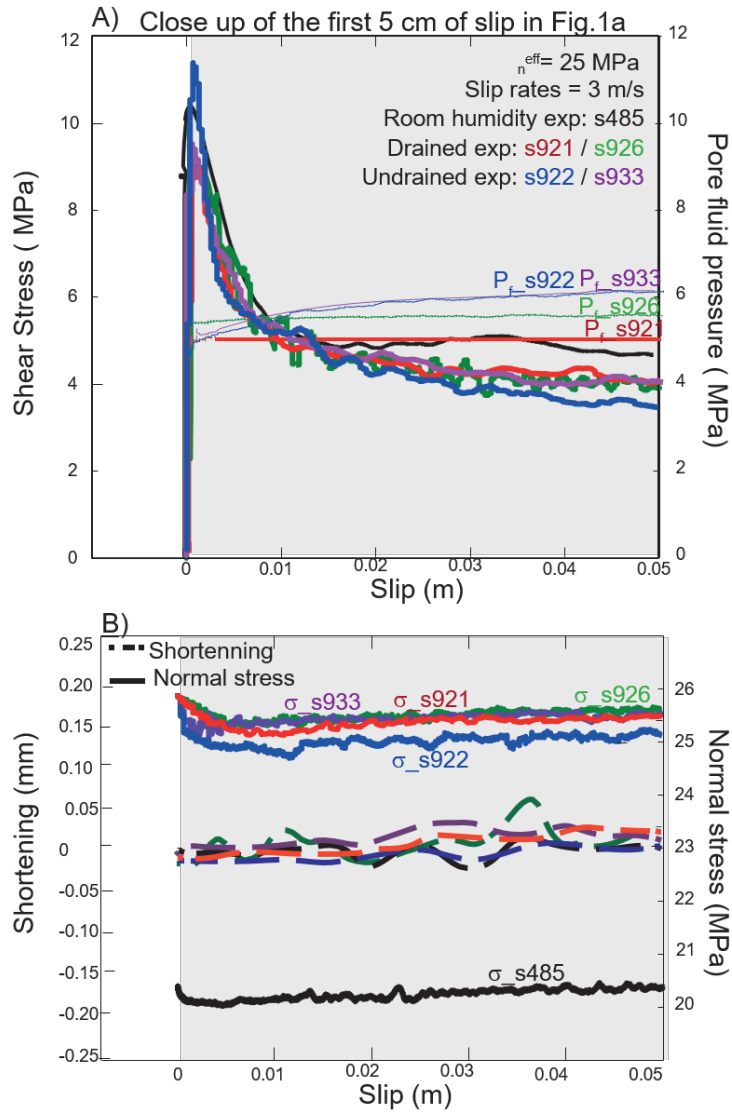 A) Close up of the first 5 cm of slip in Fig.1a
12
10
8
6
4
2
0
Shear Stress ( MPa)
n eff= 25 MPa
Slip rates = 3 m/s
Room humidity exp: s485
Drained exp: s921 / s926
Undrained exp: s922 / s933
P f_s922 P f_s933
P f_s926
P f_s921
12
10
8
6
4
2
0
Pore fluid pressure ( MPa)
0 0.01 0.02 0.03 0.04 0.05
Slip (m)
B)
0.25
0.20
0.15
0.10
0.05
0
-0.05
-0.10
-0.15
-0.20
-0.25
Shortening (mm)
Shortenning
Normal stress
σ_s933 σ_s921 σ_s926
σ_s922
σ_s485
26
25
24
23
22
21
20
Normal stress (MPa)
0 0.01 0.02 0.03 0.04 0.05
Slip (m)